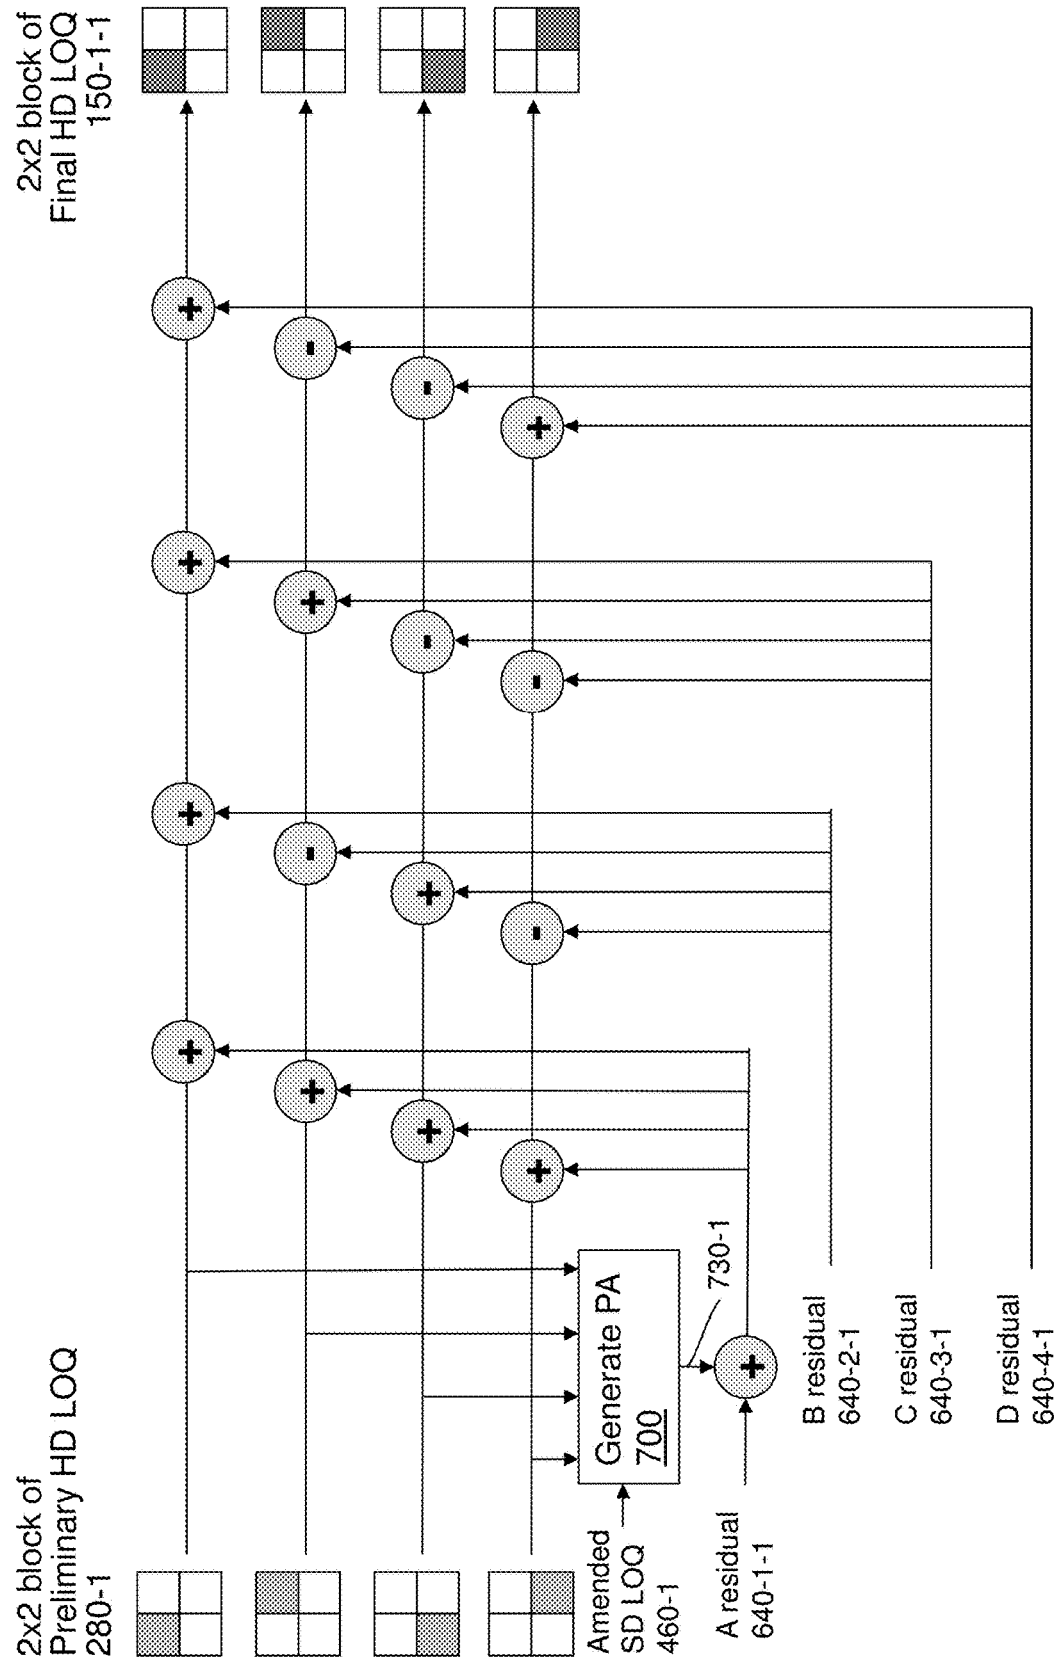 2x2 block of
Preliminary HD LOQ
280-1
2x2 block of
Final HD LOQ
150-1-1
+
-
-
+
+
+
-
-
+
-
+
-
+
+
+
+
Generate PA
700
730-1
+
Amended
SD LOQ
460-1
A residual
640-1-1
B residual
640-2-1
C residual
640-3-1
D residual
640-4-1